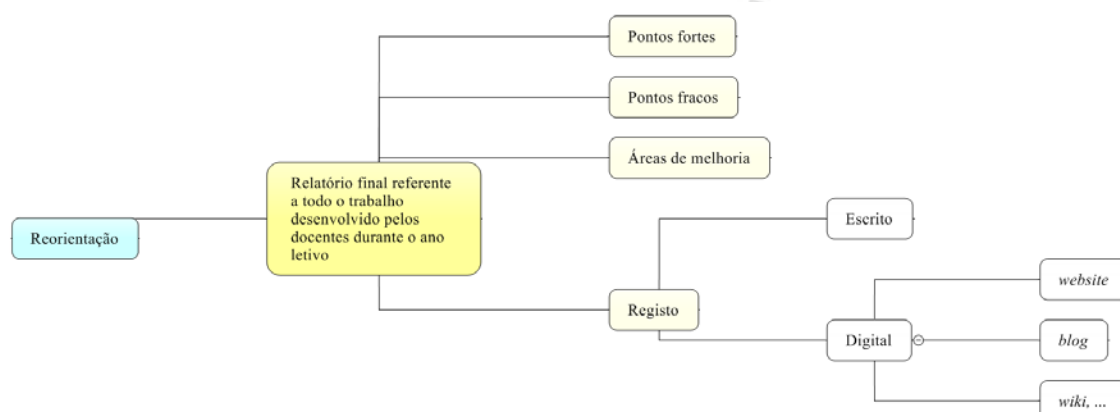 Pontos fortes
Pontos fracos
Áreas de melhoria
Relatório final referente
a todo o trabalho
desenvolvido pelos
docentes durante o ano
letivo
Reorientação
Escrito
Registo
website
Digital
blog
wiki, ...